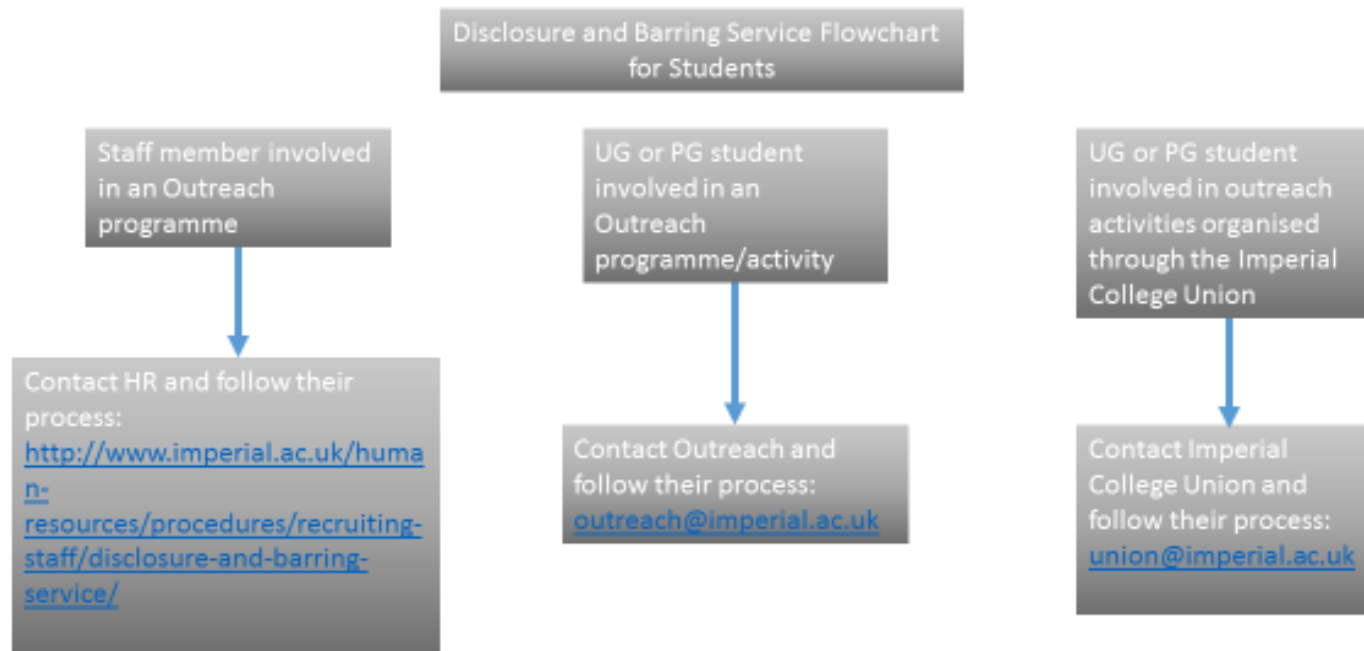 Disclosure and Barring Service Flowchart
for Students
Staff member involved
in an Outreach
programme
UG or PG student
involved in an
Outreach
programme/activity
UG or PG student
involved in outreach
activities organised
through the Imperial
College Union
Contact HR and follow their
process:
http://www.imperial.ac.uk/huma
n-
resources/procedures/recruiting-
staff/disclosure-and-barring-
service/
Contact Outreach and
follow their process:
outreach@imperial.ac.uk
Contact Imperial
College Union and
follow their process:
union@imperial.ac.uk